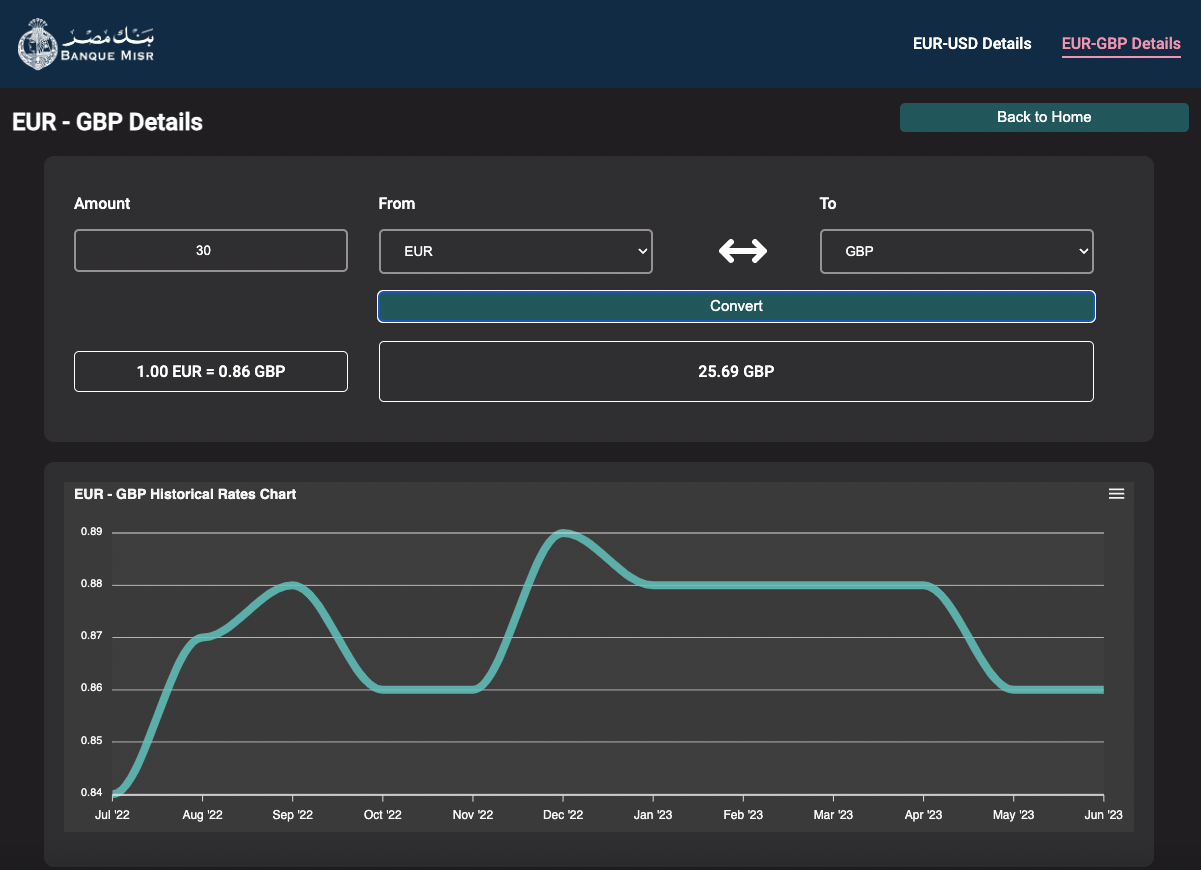 بنك مصر
BANQUE MISR
EUR-USD Details
EUR-GBP Details
EUR - GBP Details
Back to Home
Amount
From
To
30
EUR
GBP
Convert
1.00 EUR = 0.86 GBP
25.69 GBP
EUR - GBP Historical Rates Chart
0.89
0.88
0.87
0.86
0.85
0.84
Jul '22 Aug '22 Sep '22 Oct '22 Nov '22 Dec '22 Jan '23 Feb '23 Mar '23 Apr '23 May '23 Jun '23